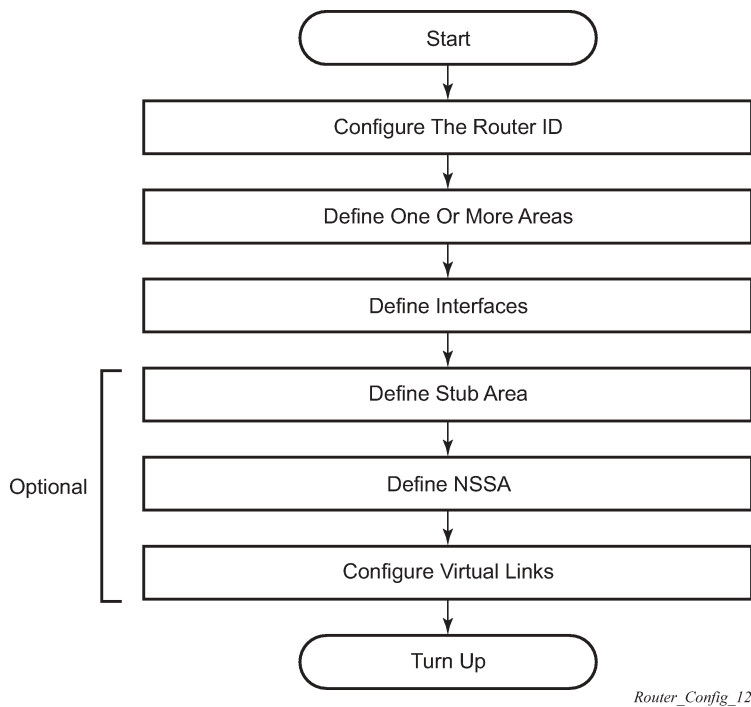 Start
Configure The Router ID
Define One Or More Areas
Define Interfaces
Define Stub Area
Optional
Define NSSA
Configure Virtual Links
Turn Up
Router_Config_12